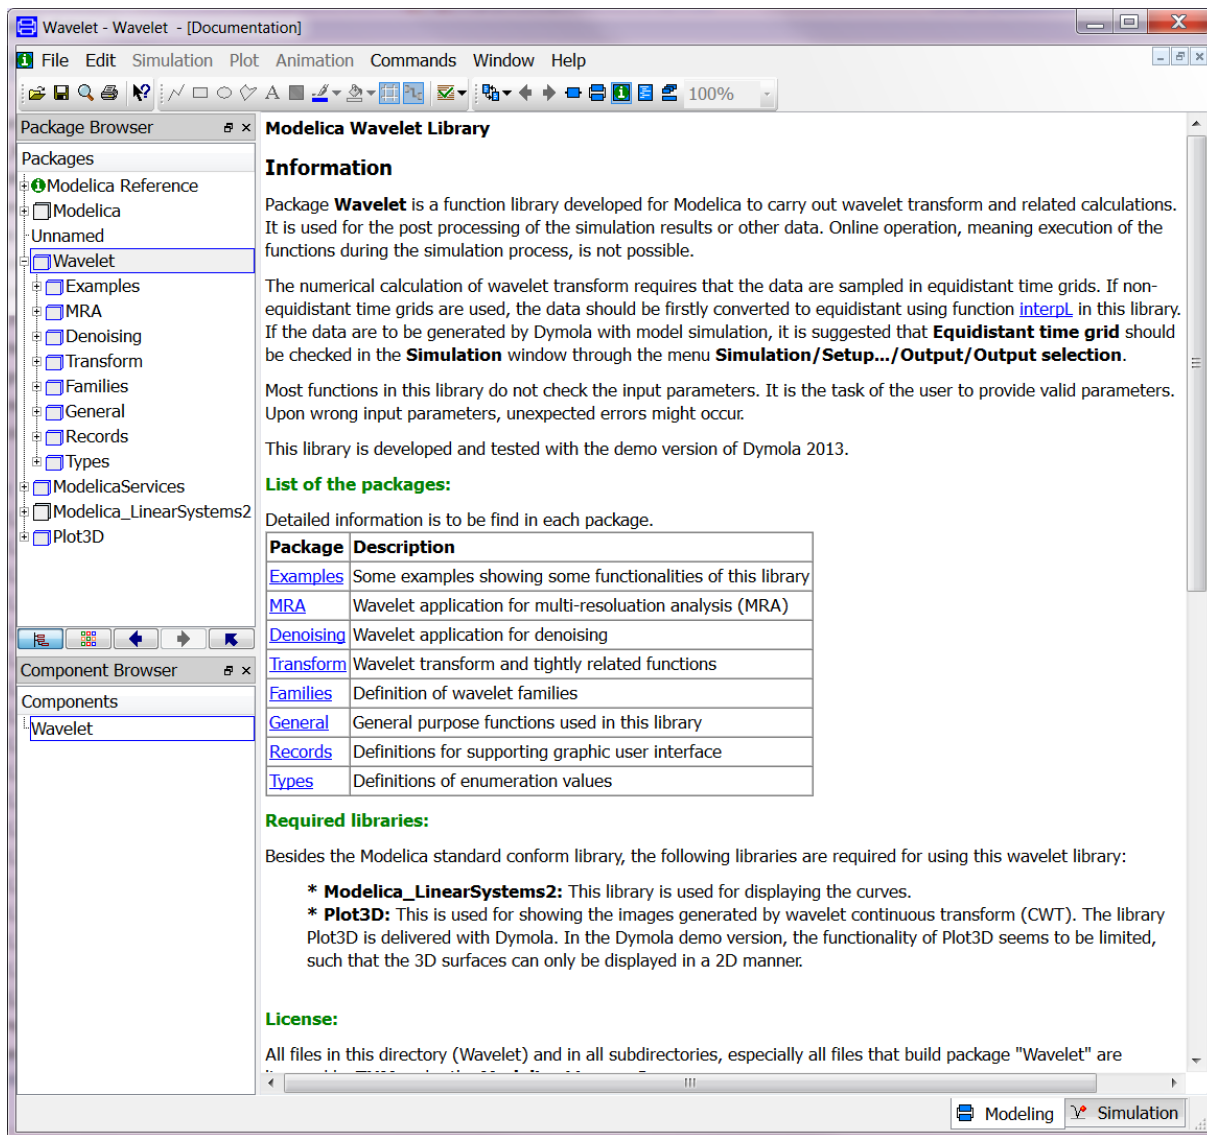 Wavelet - Wavelet - [Documentation]
File Edit Simulation Plot Animation Commands Window Help
100%
Package Browser
Packages
Modelica Reference
Modelica
Unnamed
Wavelet
Examples
MRA
Denoising
Transform
Families
General
Records
Types
ModelicaServices
Modelica_LinearSystems2
Plot3D
Component Browser
Components
Wavelet
Modelica Wavelet Library
Information
Package Wavelet is a function library developed for Modelica to carry out wavelet transform and related calculations.
It is used for the post processing of the simulation results or other data. Online operation, meaning execution of the
functions during the simulation process, is not possible.
The numerical calculation of wavelet transform requires that the data are sampled in equidistant time grids. If non-
equidistant time grids are used, the data should be firstly converted to equidistant using function interpL in this library.
If the data are to be generated by Dymola with model simulation, it is suggested that Equidistant time grid should
be checked in the Simulation window through the menu Simulation/Setup.../Output/Output selection.
Most functions in this library do not check the input parameters. It is the task of the user to provide valid parameters.
Upon wrong input parameters, unexpected errors might occur.
This library is developed and tested with the demo version of Dymola 2013.
List of the packages:
Detailed information is to be find in each package.
Package Description
Examples Some examples showing some functionalities of this library
MRA Wavelet application for multi-resoluation analysis (MRA)
Denoising Wavelet application for denoising
Transform Wavelet transform and tightly related functions
Families Definition of wavelet families
General General purpose functions used in this library
Records Definitions for supporting graphic user interface
Types Definitions of enumeration values
Required libraries:
Besides the Modelica standard conform library, the following libraries are required for using this wavelet library:
* Modelica_LinearSystems2: This library is used for displaying the curves.
* Plot3D: This is used for showing the images generated by wavelet continuous transform (CWT). The library
Plot3D is delivered with Dymola. In the Dymola demo version, the functionality of Plot3D seems to be limited,
such that the 3D surfaces can only be displayed in a 2D manner.
License:
All files in this directory (Wavelet) and in all subdirectories, especially all files that build package "Wavelet" are
Modeling Simulation